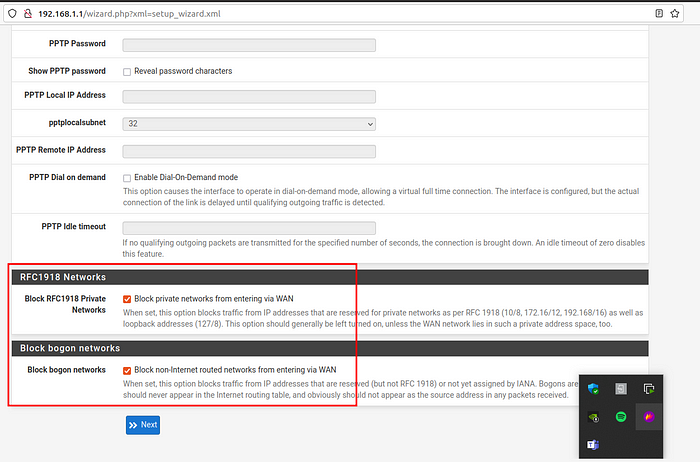 192.168.1.1/wizard.php?xml=setup_wizard.xml
PPTP Password
Show PPTP password
Reveal password characters
PPTP Local IP Address
pptplocalsubnet
32
PPTP Remote IP Address
PPTP Dial on demand
Enable Dial-On-Demand mode
This option causes the interface to operate in dial-on-demand mode, allowing a virtual full time connection. The interface is configured, but the actual
connection of the link is delayed until qualifying outgoing traffic is detected.
PPTP Idle timeout
If no qualifying outgoing packets are transmitted for the specified number of seconds, the connection is brought down. An idle timeout of zero disables
this feature.
RFC1918 Networks
Block RFC1918 Private
Networks
Block private networks from entering via WAN
When set, this option blocks traffic from IP addresses that are reserved for private networks as per RFC 1918 (10/8, 172.16/12, 192.168/16) as well as
loopback addresses (127/8). This option should generally be left turned on, unless the WAN network lies in such a private address space, too.
Block bogon networks
Block bogon networks
Block non-Internet routed networks from entering via WAN
When set, this option blocks traffic from IP addresses that are reserved (but not RFC 1918) or not yet assigned by IANA. Bogons are
should never appear in the Internet routing table, and obviously should not appear as the source address in any packets received.
Next